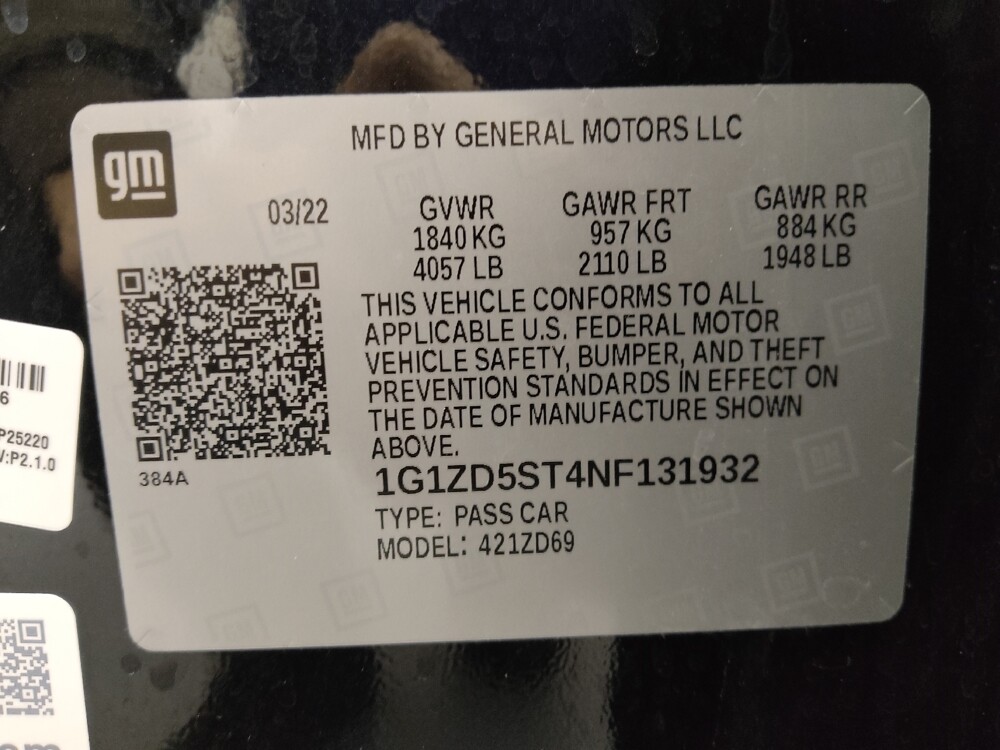 MFD BY GENERAL MOTORS LLC
gm
03/22
GVWR GAWR FRT GAWR RR
1840 KG 957 KG 884 KG
4057 LB 2110 LB 1948 LB
THIS VEHICLE CONFORMS TO ALL
APPLICABLE U.S. FEDERAL MOTOR
VEHICLE SAFETY, BUMPER, AND THEFT
PREVENTION STANDARDS IN EFFECT ON
THE DATE OF MANUFACTURE SHOWN
ABOVE.
384A
1G1ZD5ST4NF131932
TYPE: PASS CAR
MODEL: 421ZD69
6
P25220
V:P2.1.0